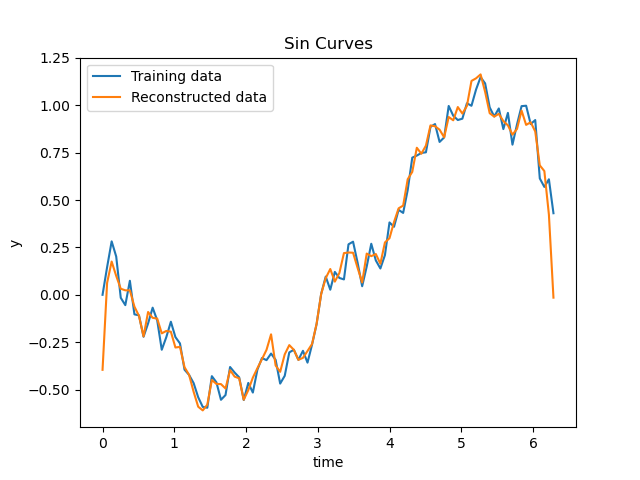 Sin Curves
Training data
Reconstructed data
y
1.25
1.00
0.75
0.50
0.25
0.00
−0.25
−0.50
0 1 2 3 4 5 6
time